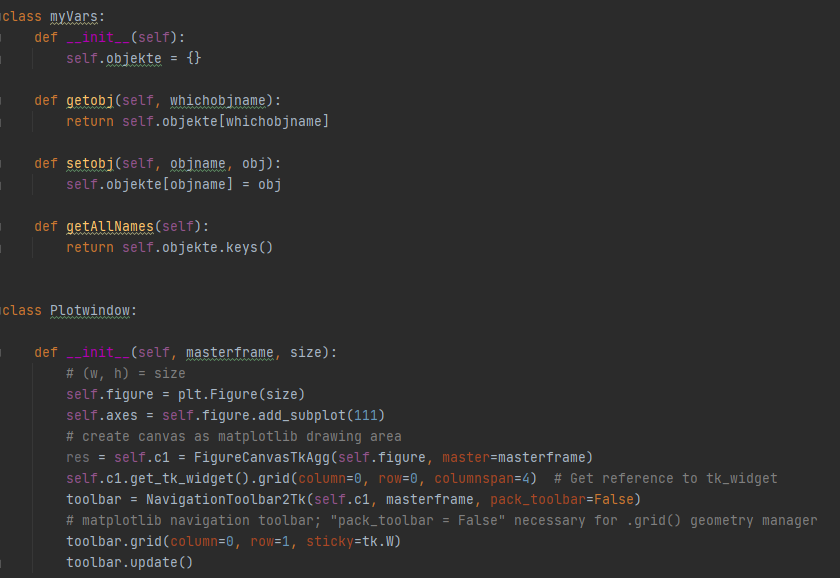 class myVars:
    def __init__(self):
        self.objekte = {}
    def getobj(self, whichobjname):
        return self.objekte[whichobjname]
    def setobj(self, objname, obj):
        self.objekte[objname] = obj
    def getAllNames(self):
        return self.objekte.keys()
class Plotwindow:
    def __init__(self, masterframe, size):
        # (w, h) = size
        self.figure = plt.Figure(size)
        self.axes = self.figure.add_subplot(111)
        # create canvas as matplotlib drawing area
        res = self.c1 = FigureCanvasTkAgg(self.figure, master=masterframe)
        self.c1.get_tk_widget().grid(column=0, row=0, columnspan=4)  # Get reference to tk_widget
        toolbar = NavigationToolbar2Tk(self.c1, masterframe, pack_toolbar=False)
        # matplotlib navigation toolbar; "pack_toolbar = False" necessary for .grid() geometry manager
        toolbar.grid(column=0, row=1, sticky=tk.W)
        toolbar.update()